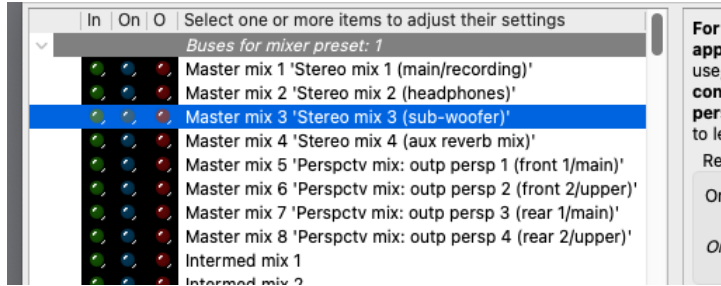 In On O Select one or more items to adjust their settings
Buses for mixer preset: 1
Master mix 1 'Stereo mix 1 (main/recording)'
Master mix 2 'Stereo mix 2 (headphones)'
Master mix 3 'Stereo mix 3 (sub-woofer)'
Master mix 4 'Stereo mix 4 (aux reverb mix)'
Master mix 5 'Perspctv mix: outp persp 1 (front 1/main)'
Master mix 6 'Perspctv mix: outp persp 2 (front 2/upper)'
Master mix 7 'Perspctv mix: outp persp 3 (rear 1/main)'
Master mix 8 'Perspctv mix: outp persp 4 (rear 2/upper)'
Intermed mix 1
Intermed mix 2
For
app
use
con
pers
to le
Re
Or